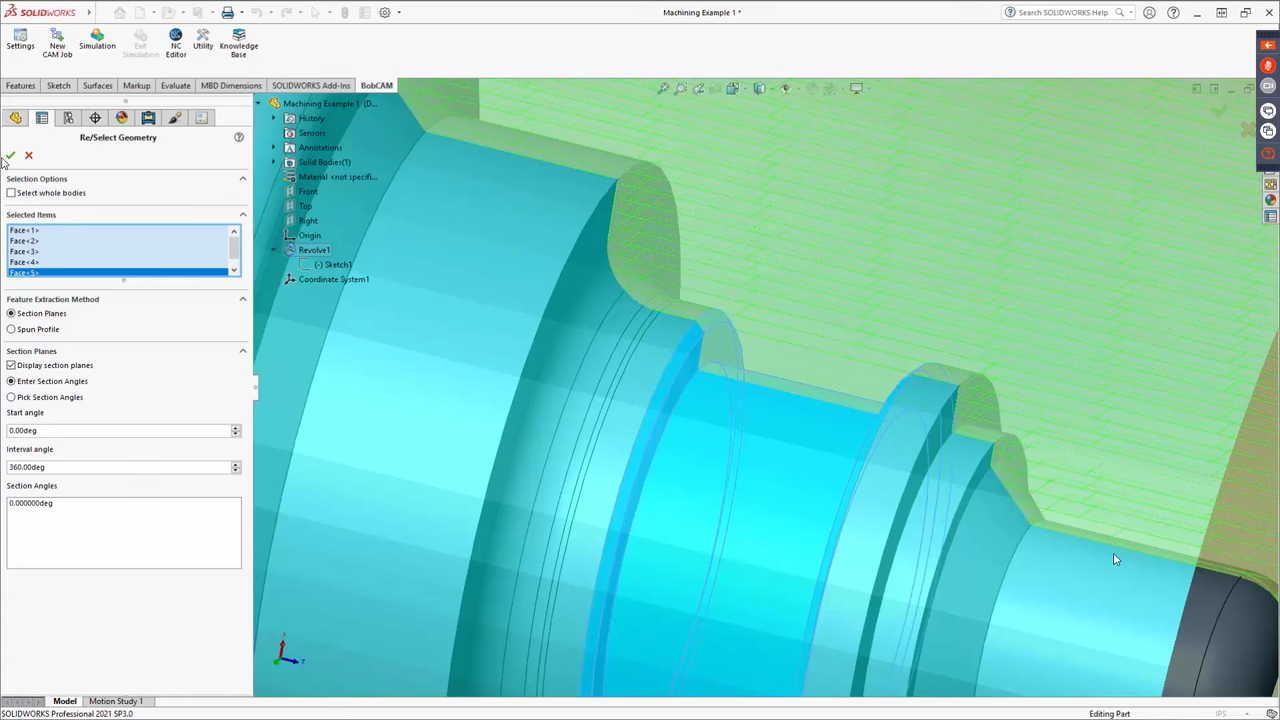 SOLIDWORKS
Machining Example 1 *
Search SOLIDWORKS Help
Settings
New CAM Job
Simulation
Exit Simulation
NC Editor
Utility
Knowledge Base
Features
Sketch
Surfaces
Markup
Evaluate
MBD Dimensions
SOLIDWORKS Add-Ins
BobCAM
Re/Select Geometry
Selection Options
Select whole bodies
Selected Items
Face<1>
Face<2>
Face<3>
Face<4>
Face<5>
Feature Extraction Method
Section Planes
Spun Profile
Section Planes
Display section planes
Enter Section Angles
Pick Section Angles
Start angle
0.00deg
Interval angle
360.00deg
Section Angles
0.000000deg
Machining Example 1 (D...
History
Sensors
Annotations
Solid Bodies(1)
Material <not specifi...
Front
Top
Right
Origin
Revolve1
(-) Sketch1
Coordinate System1
X
Z
Model
Motion Study 1
SOLIDWORKS Professional 2021 SP3.0
Editing Part
IPS